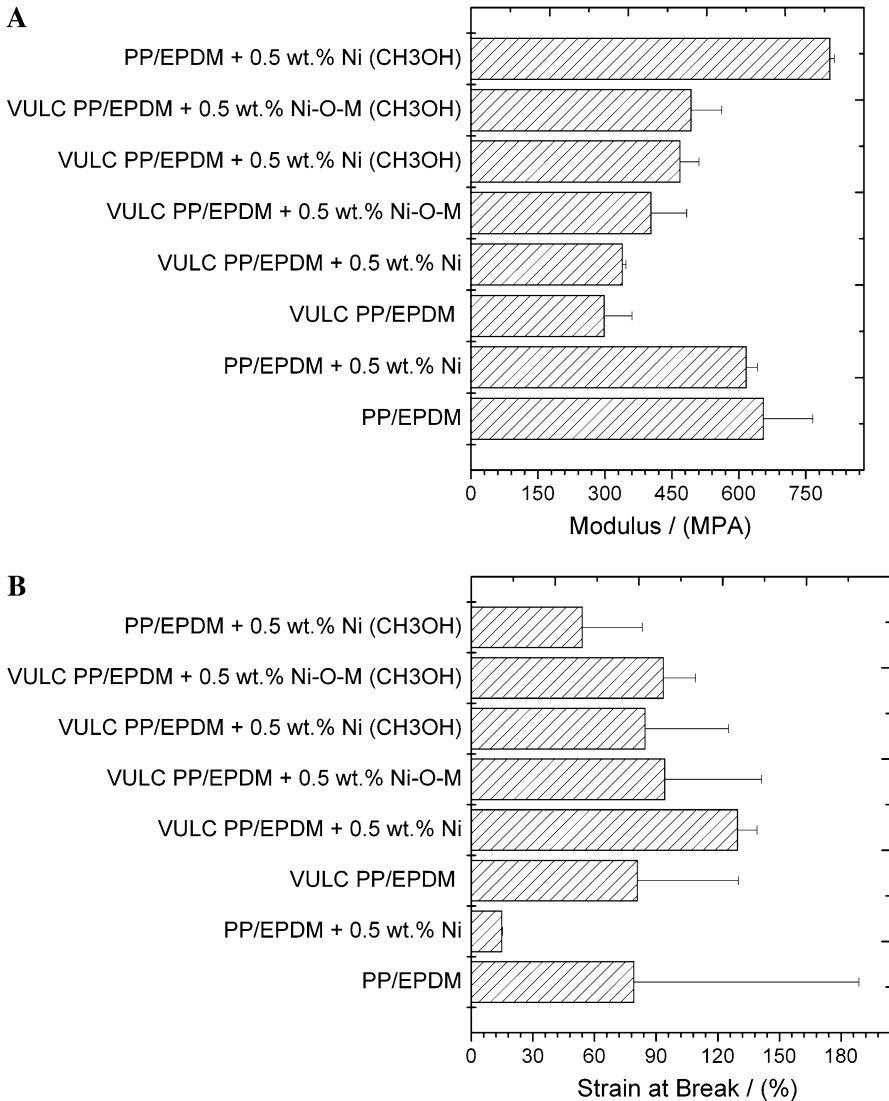 A
PP/EPDM + 0.5 wt.% Ni (CH3OH)
VULC PP/EPDM + 0.5 wt.% Ni-O-M (CH3OH)
VULC PP/EPDM + 0.5 wt.% Ni (CH3OH)
VULC PP/EPDM + 0.5 wt.% Ni-O-M
VULC PP/EPDM + 0.5 wt.% Ni
VULC PP/EPDM
PP/EPDM + 0.5 wt.% Ni
PP/EPDM
0 150 300 450 600 750
Modulus / (MPA)
B
PP/EPDM + 0.5 wt.% Ni (CH3OH)
VULC PP/EPDM + 0.5 wt.% Ni-O-M (CH3OH)
VULC PP/EPDM + 0.5 wt.% Ni (CH3OH)
VULC PP/EPDM + 0.5 wt.% Ni-O-M
VULC PP/EPDM + 0.5 wt.% Ni
VULC PP/EPDM
PP/EPDM + 0.5 wt.% Ni
PP/EPDM
0 30 60 90 120 150 180
Strain at Break / (%)